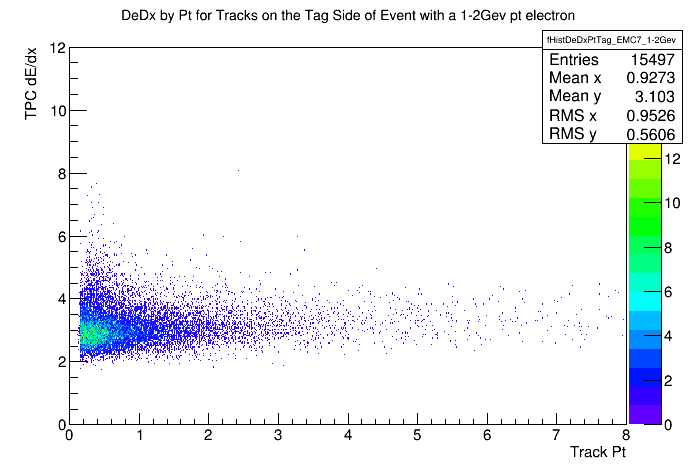 DeDx by Pt for Tracks on the Tag Side of Event with a 1-2Gev pt electron
fHistDeDxPtTag_EMC7_1-2Gev
Entries 15497
Mean x 0.9273
Mean y 3.103
RMS x 0.9526
RMS y 0.5606
TPC dE/dx
12
10
8
6
4
2
0
12
10
8
6
4
2
0
0 1 2 3 4 5 6 7 8
Track Pt